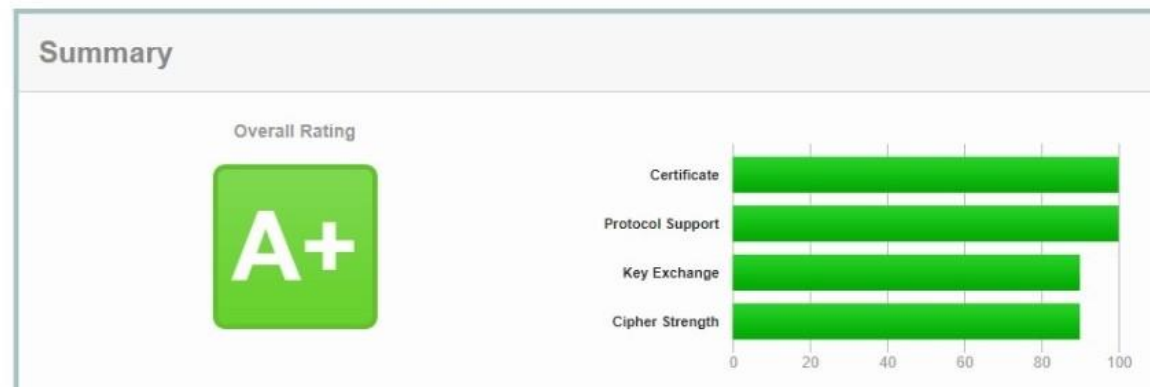 Summary
Overall Rating
A+
Certificate
Protocol Support
Key Exchange
Cipher Strength
0 20 40 60 80 100